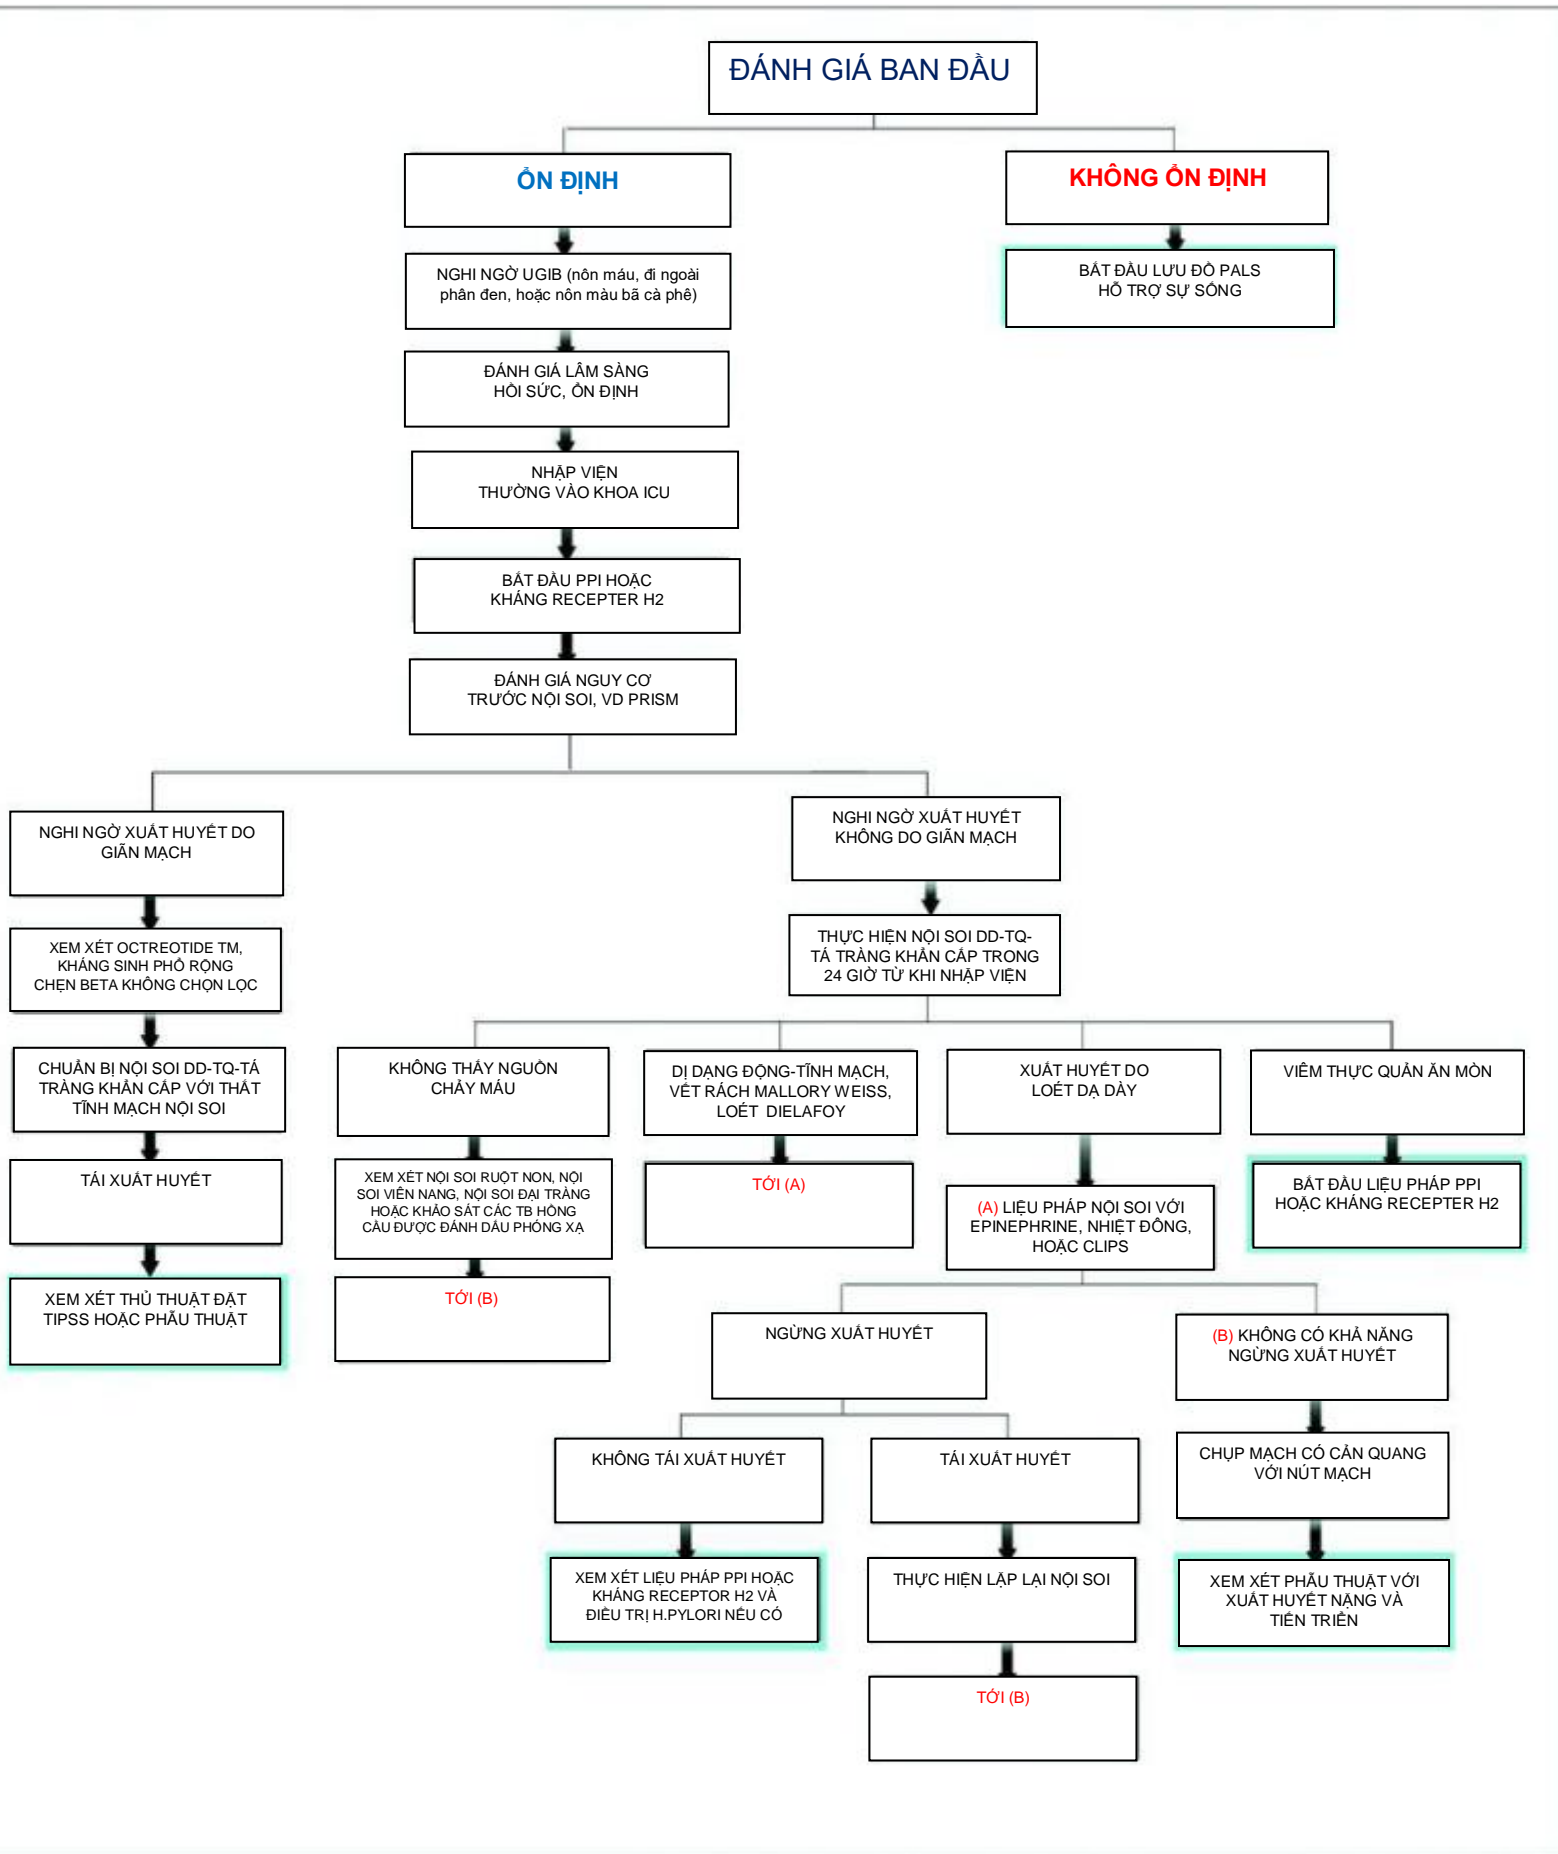 ĐÁNH GIÁ BAN ĐẦU
ỔN ĐỊNH
KHÔNG ỔN ĐỊNH
NGHI NGỜ UGIB (nôn máu, đi ngoài
phân đen, hoặc nôn màu bã cà phê)
BẮT ĐẦU LƯU ĐỒ PALS
HỖ TRỢ SỰ SỐNG
ĐÁNH GIÁ LÂM SÀNG
HỒI SỨC, ỔN ĐỊNH
NHẬP VIỆN
THƯỜNG VÀO KHOA ICU
BẮT ĐẦU PPI HOẶC
KHÁNG RECEPTER H2
ĐÁNH GIÁ NGUY CƠ
TRƯỚC NỘI SOI, VD PRISM
NGHI NGỜ XUẤT HUYẾT DO
GIÃN MẠCH
NGHI NGỜ XUẤT HUYẾT
KHÔNG DO GIÃN MẠCH
XEM XÉT OCTREOTIDE TM,
KHÁNG SINH PHỔ RỘNG
CHẸN BETA KHÔNG CHỌN LỌC
THỰC HIỆN NỘI SOI DD-TQ-
TÁ TRÀNG KHẨN CẤP TRONG
24 GIỜ TỪ KHI NHẬP VIỆN
CHUẨN BỊ NỘI SOI DD-TQ-TÁ
TRÀNG KHẨN CẤP VỚI THẮT
TĨNH MẠCH NỘI SOI
KHÔNG THẤY NGUỒN
CHẢY MÁU
DỊ DẠNG ĐỘNG-TĨNH MẠCH,
VẾT RÁCH MALLORY WEISS,
LOÉT DIELAFOY
XUẤT HUYẾT DO
LOÉT DẠ DÀY
VIÊM THỰC QUẢN ĂN MÒN
TÁI XUẤT HUYẾT
XEM XÉT NỘI SOI RUỘT NON, NỘI
SOI VIÊN NANG, NỘI SOI ĐẠI TRÀNG
HOẶC KHẢO SÁT CÁC TB HỒNG
CẦU ĐƯỢC ĐÁNH DẤU PHÓNG XẠ
TỚI (A)
(A) LIỆU PHÁP NỘI SOI VỚI
EPINEPHRINE, NHIỆT ĐÔNG,
HOẶC CLIPS
BẮT ĐẦU LIỆU PHÁP PPI
HOẶC KHÁNG RECEPTER H2
XEM XÉT THỦ THUẬT ĐẶT
TIPSS HOẶC PHẪU THUẬT
TỚI (B)
NGỪNG XUẤT HUYẾT
(B) KHÔNG CÓ KHẢ NĂNG
NGỪNG XUẤT HUYẾT
KHÔNG TÁI XUẤT HUYẾT
TÁI XUẤT HUYẾT
CHỤP MẠCH CÓ CẢN QUANG
VỚI NÚT MẠCH
XEM XÉT LIỆU PHÁP PPI HOẶC
KHÁNG RECEPTOR H2 VÀ
ĐIỀU TRỊ H.PYLORI NẾU CÓ
THỰC HIỆN LẶP LẠI NỘI SOI
XEM XÉT PHẪU THUẬT VỚI
XUẤT HUYẾT NẶNG VÀ
TIẾN TRIỂN
TỚI (B)